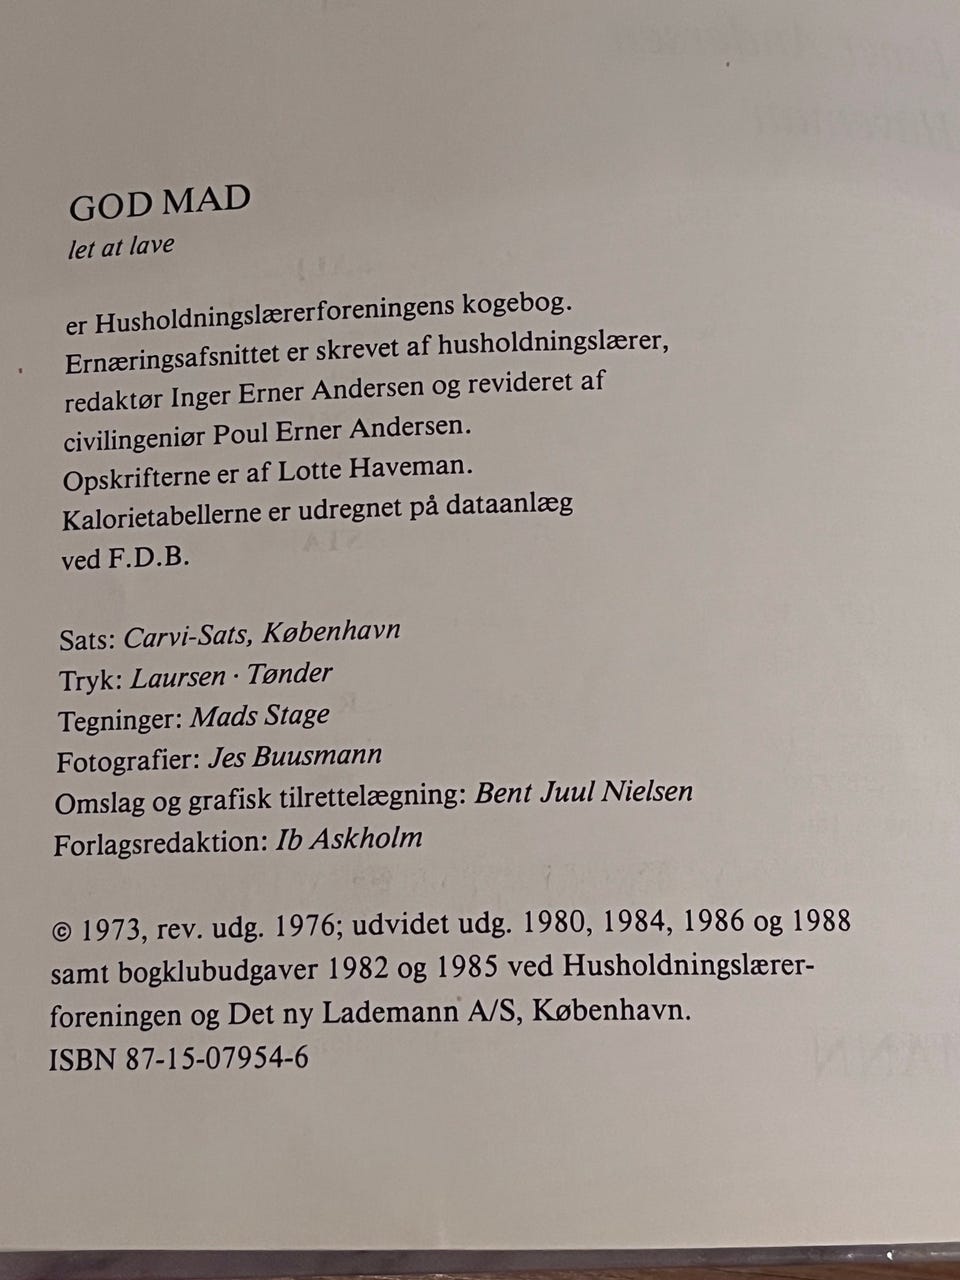 GOD MAD
let at lave
er Husholdningslærerforeningens kogebog.
Ernæringsafsnittet er skrevet af husholdningslærer,
redaktør Inger Erner Andersen og revideret af
civilingeniør Poul Erner Andersen.
Opskrifterne er af Lotte Haveman.
Kalorietabellerne er udregnet på dataanlæg
ved F.D.B.
Sats: Carvi-Sats, København
Tryk: Laursen · Tønder
Tegninger: Mads Stage
Fotografier: Jes Buusmann
Omslag og grafisk tilrettelægning: Bent Juul Nielsen
Forlagsredaktion: Ib Askholm
© 1973, rev. udg. 1976; udvidet udg. 1980, 1984, 1986 og 1988
samt bogklubudgaver 1982 og 1985 ved Husholdningslærer-
foreningen og Det ny Lademann A/S, København.
ISBN 87-15-07954-6